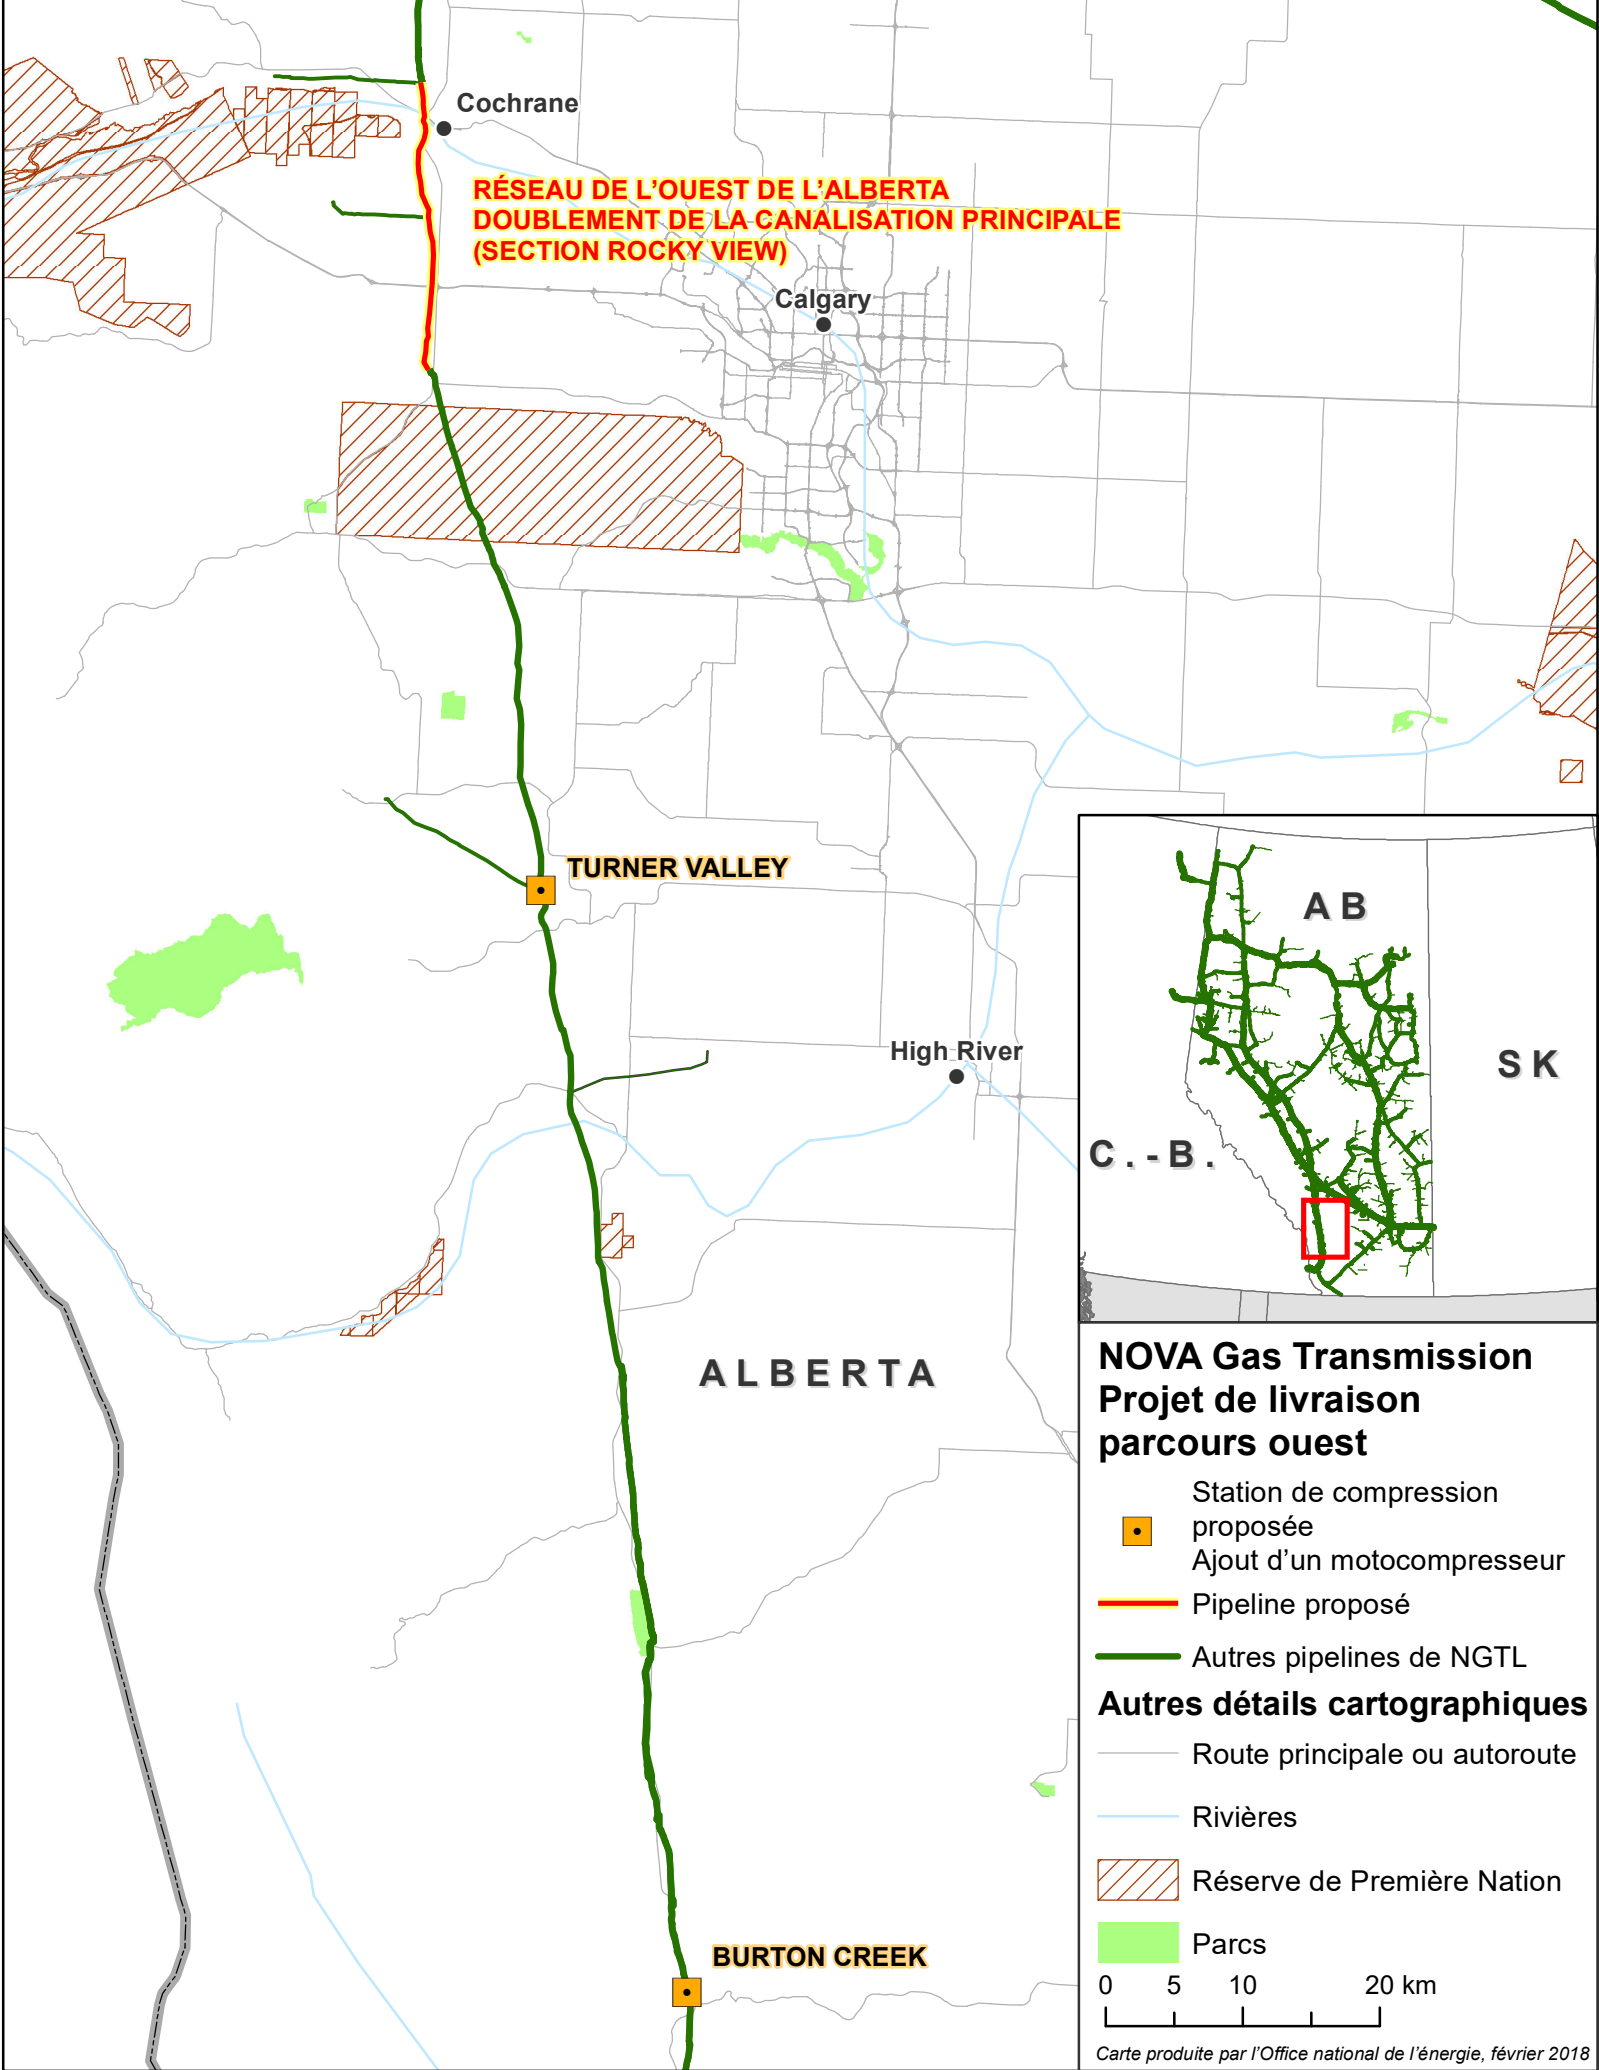 Cochrane
RÉSEAU DE L’OUEST DE L’ALBERTA
DOUBLEMENT DE LA CANALISATION PRINCIPALE
(SECTION ROCKY VIEW)
Calgary
TURNER VALLEY
High River
ALBERTA
BURTON CREEK
AB
SK
C.-B.
NOVA Gas Transmission
Projet de livraison
parcours ouest
Station de compression
proposée
Ajout d’un motocompresseur
Pipeline proposé
Autres pipelines de NGTL
Autres détails cartographiques
Route principale ou autoroute
Rivières
Réserve de Première Nation
Parcs
0 5 10 20 km
Carte produite par l’Office national de l’énergie, février 2018